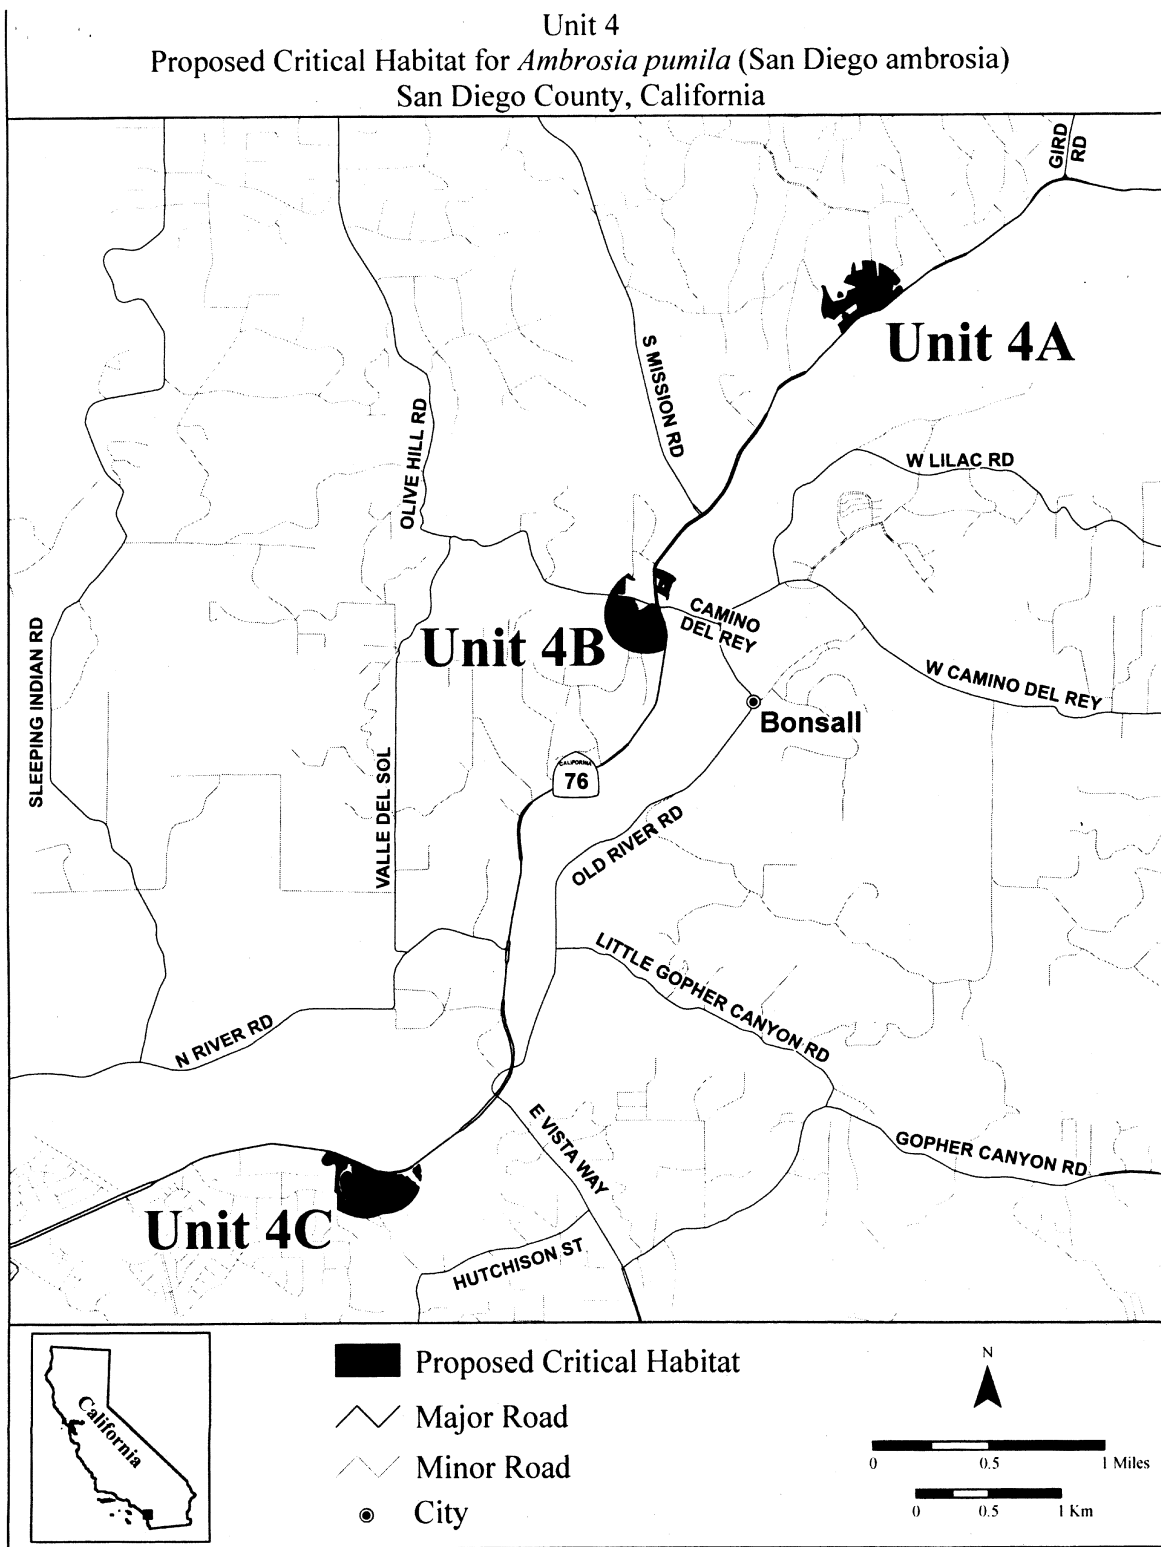 Unit 4
Proposed Critical Habitat for Ambrosia pumila (San Diego ambrosia)
San Diego County, California
GIRD
RD
Unit 4A
S MISSION RD
W LILAC RD
OLIVE HILL RD
CAMINO
DEL REY
Unit 4B
SLEEPING INDIAN RD
W CAMINO DEL REY
Bonsall
VALLE DEL SOL
CALIFORNIA
76
OLD RIVER RD
LITTLE GOPHER CANYON RD
N RIVER RD
E VISTA WAY
GOPHER CANYON RD
Unit 4C
HUTCHISON ST
California
Proposed Critical Habitat
Major Road
Minor Road
City
N
0 0.5 1 Miles
0 0.5 1 Km